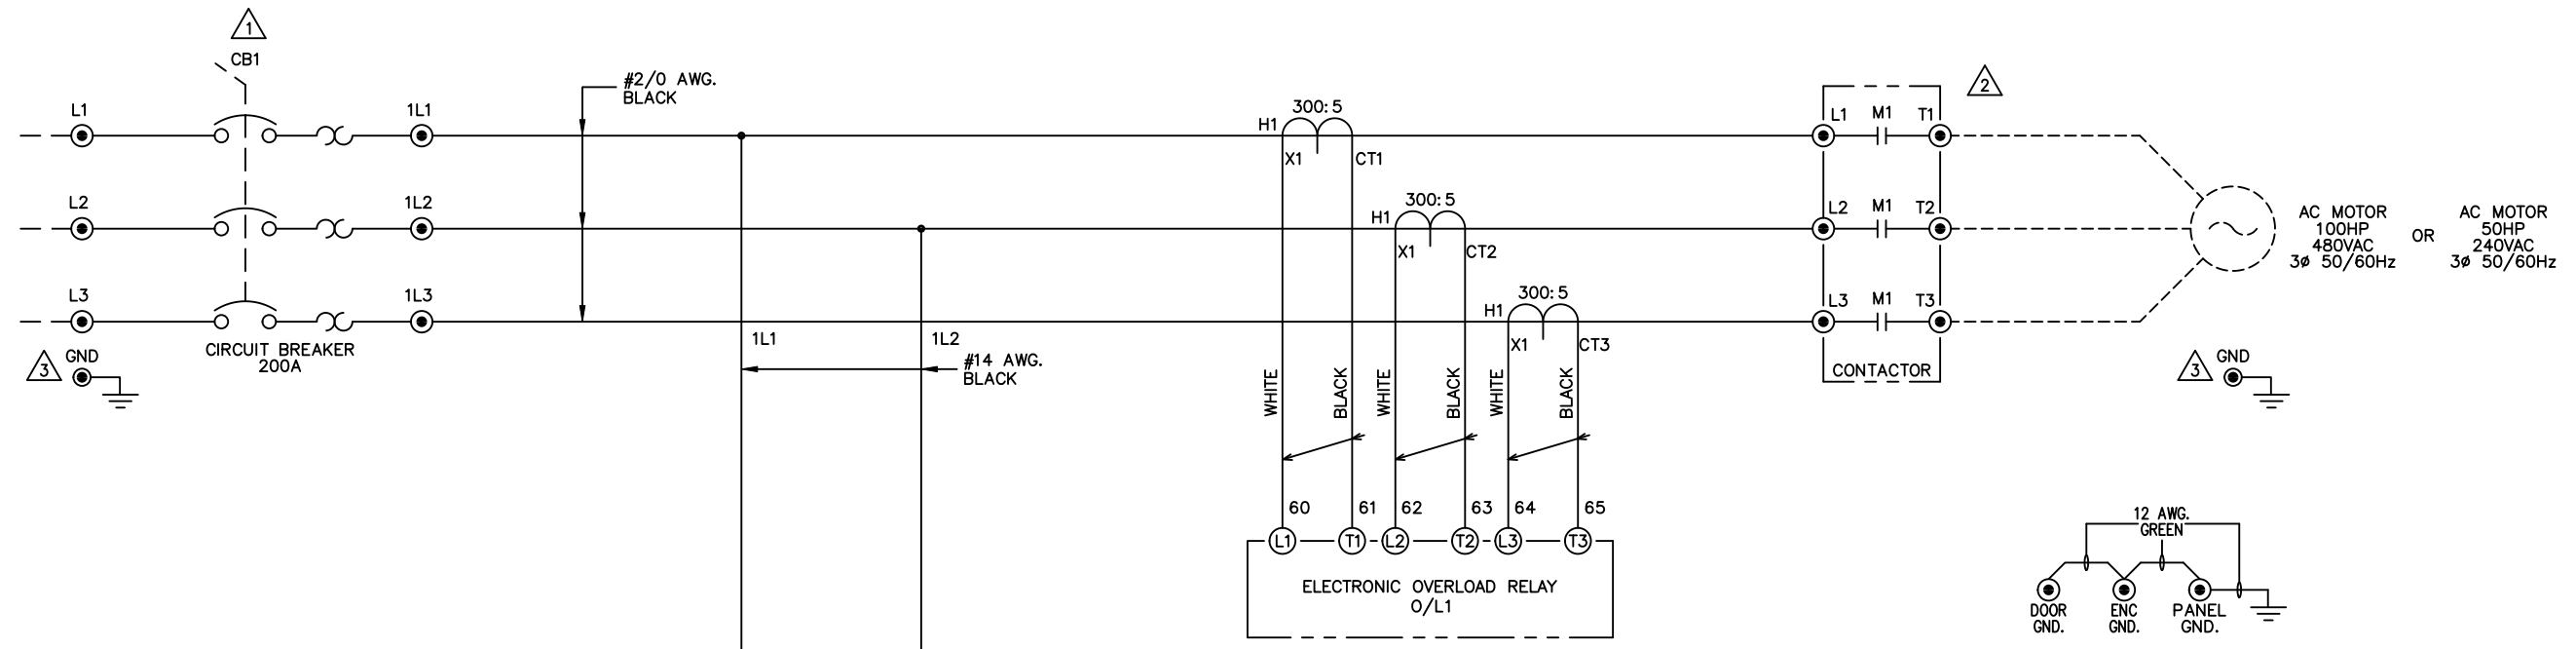 1
CB1
#2/0 AWG.
BLACK
L1
1L1
L2
1L2
L3
1L3
CIRCUIT BREAKER
200A
3
GND
1L1
1L2
#14 AWG.
BLACK
300:5
H1
X1
CT1
300:5
H1
X1
CT2
300:5
H1
X1
CT3
WHITE
BLACK
WHITE
BLACK
WHITE
BLACK
60
61
62
63
64
65
L1
T1
L2
T2
L3
T3
ELECTRONIC OVERLOAD RELAY
O/L1
2
L1
M1
T1
L2
M1
T2
L3
M1
T3
CONTACTOR
AC MOTOR
100HP
480VAC
3ø 50/60Hz
OR
AC MOTOR
50HP
240VAC
3ø 50/60Hz
3
GND
12 AWG.
GREEN
DOOR
GND.
ENC
GND.
PANEL
GND.